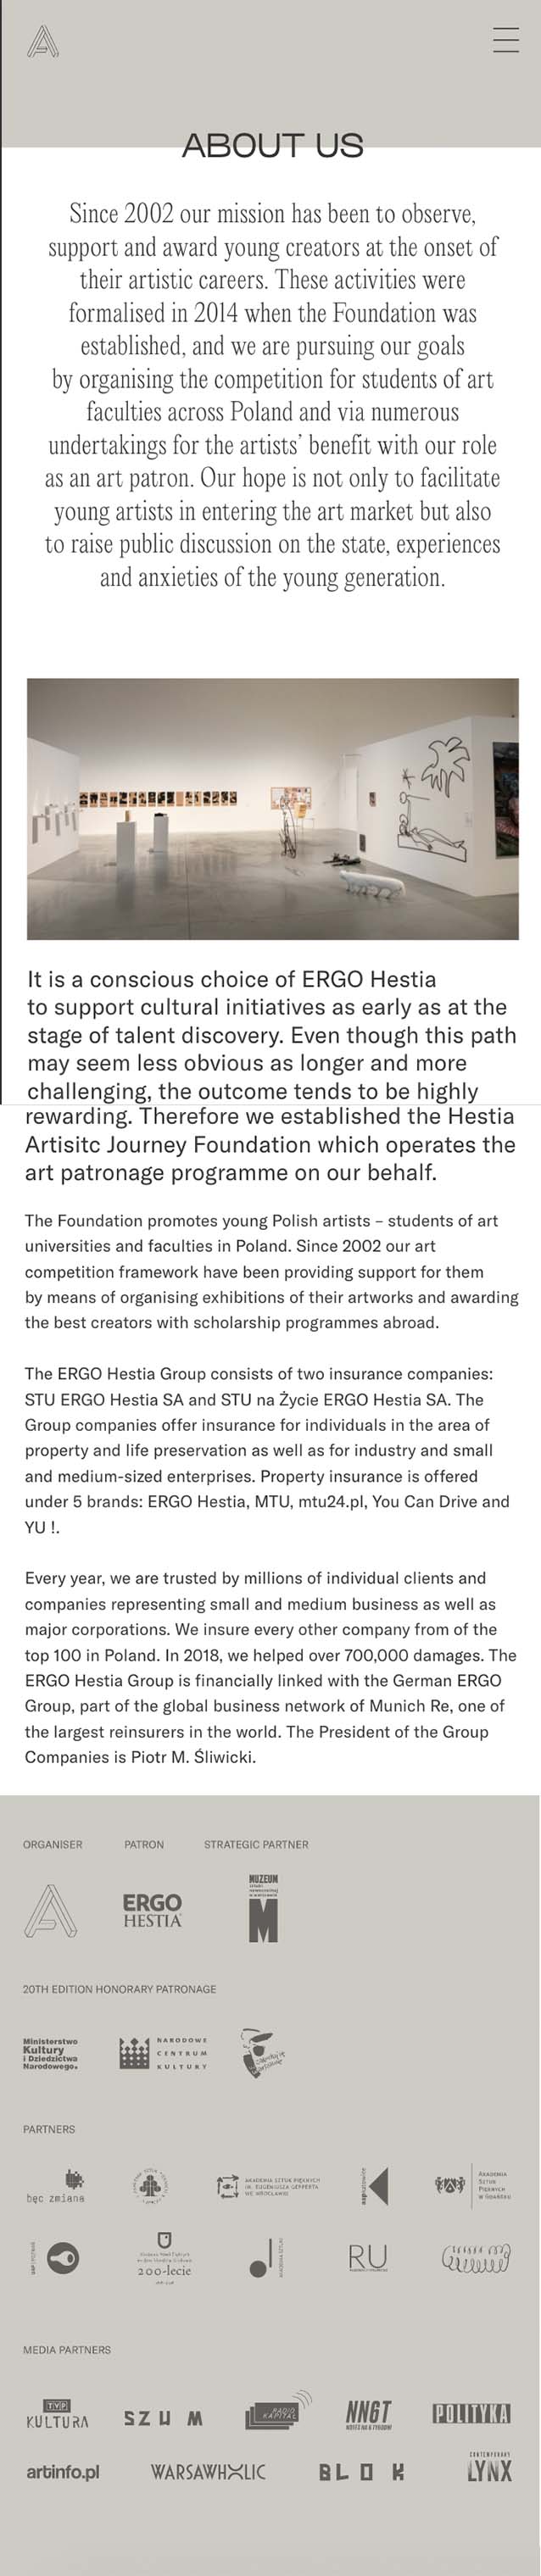 ABOUT US
Since 2002 our mission has been to observe,
support and award young creators at the onset of
their artistic careers. These activities were
formalised in 2014 when the Foundation was
established, and we are pursuing our goals
by organising the competition for students of art
faculties across Poland and via numerous
undertakings for the artists’ benefit with our role
as an art patron. Our hope is not only to facilitate
young artists in entering the art market but also
to raise public discussion on the state, experiences
and anxieties of the young generation.
It is a conscious choice of ERGO Hestia
to support cultural initiatives as early as at the
stage of talent discovery. Even though this path
may seem less obvious as longer and more
challenging, the outcome tends to be highly
rewarding. Therefore we established the Hestia
Artisitc Journey Foundation which operates the
art patronage programme on our behalf.
The Foundation promotes young Polish artists – students of art
universities and faculties in Poland. Since 2002 our art
competition framework have been providing support for them
by means of organising exhibitions of their artworks and awarding
the best creators with scholarship programmes abroad.
The ERGO Hestia Group consists of two insurance companies:
STU ERGO Hestia SA and STU na Życie ERGO Hestia SA. The
Group companies offer insurance for individuals in the area of
property and life preservation as well as for industry and small
and medium-sized enterprises. Property insurance is offered
under 5 brands: ERGO Hestia, MTU, mtu24.pl, You Can Drive and
YU !.
Every year, we are trusted by millions of individual clients and
companies representing small and medium business as well as
major corporations. We insure every other company from of the
top 100 in Poland. In 2018, we helped over 700,000 damages. The
ERGO Hestia Group is financially linked with the German ERGO
Group, part of the global business network of Munich Re, one of
the largest reinsurers in the world. The President of the Group
Companies is Piotr M. Śliwicki.
ORGANISER PATRON STRATEGIC PARTNER
MUZEUM
ERGO
HESTIA
M
20TH EDITION HONORARY PATRONAGE
Ministerstwo
Kultury
i Dziedzictwa
Narodowego.
NARODOWE
CENTRUM
KULTURY
PARTNERS
bęc zmiana
AKADEMIA SZTUK PIĘKNYCH
IM. EUGENIUSZA GEPPERTA
WE WROCŁAWIU
AKADEMIA
SZTUK
PIĘKNYCH
W GDAŃSKU
200-lecie
RU
MEDIA PARTNERS
TVP
KULTURA
SZUM
RADIO
KAPITAŁ
NN6T
POLITYKA
artinfo.pl
WARSAWHOLIC
BLOK
CONTEMPORARY
LYNX